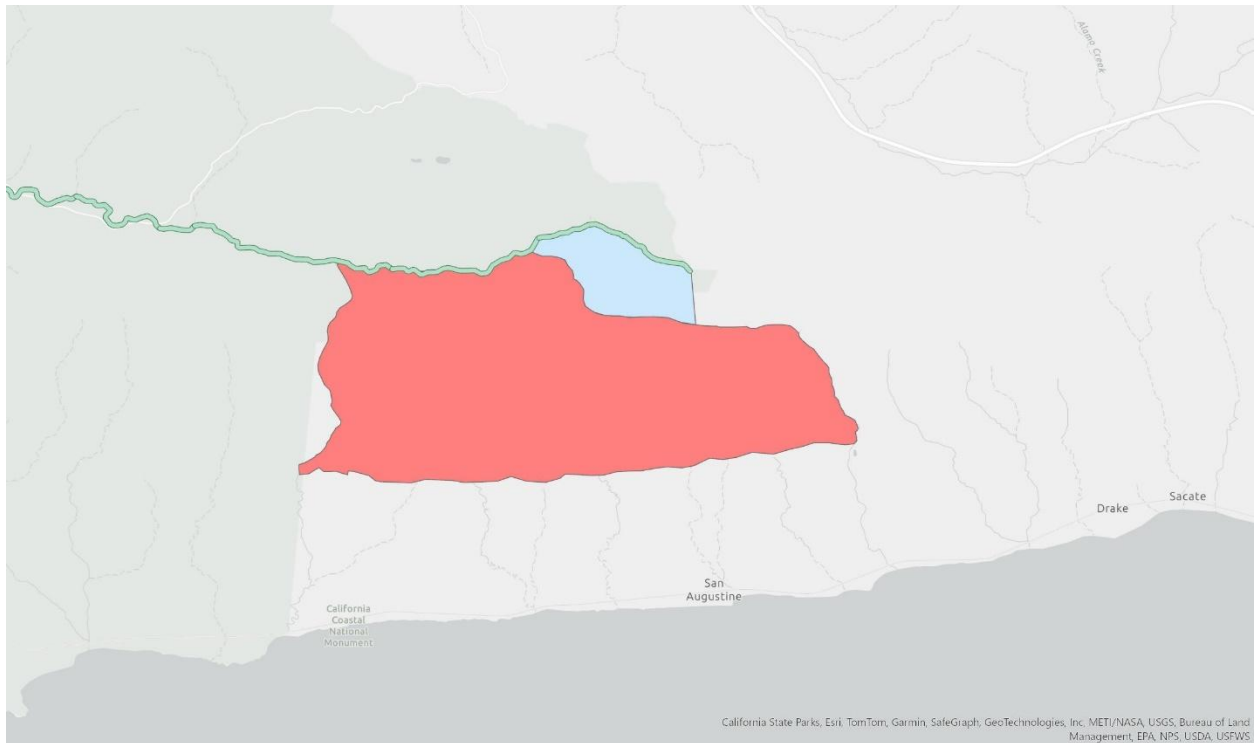 Alamo Creek
Sacate
Drake
San
Augustine
California
Coastal
National
Monument
California State Parks, Esri, TomTom, Garmin, SafeGraph, GeoTechnologies, Inc, METI/NASA, USGS, Bureau of Land
Management, EPA, NPS, USDA, USFWS